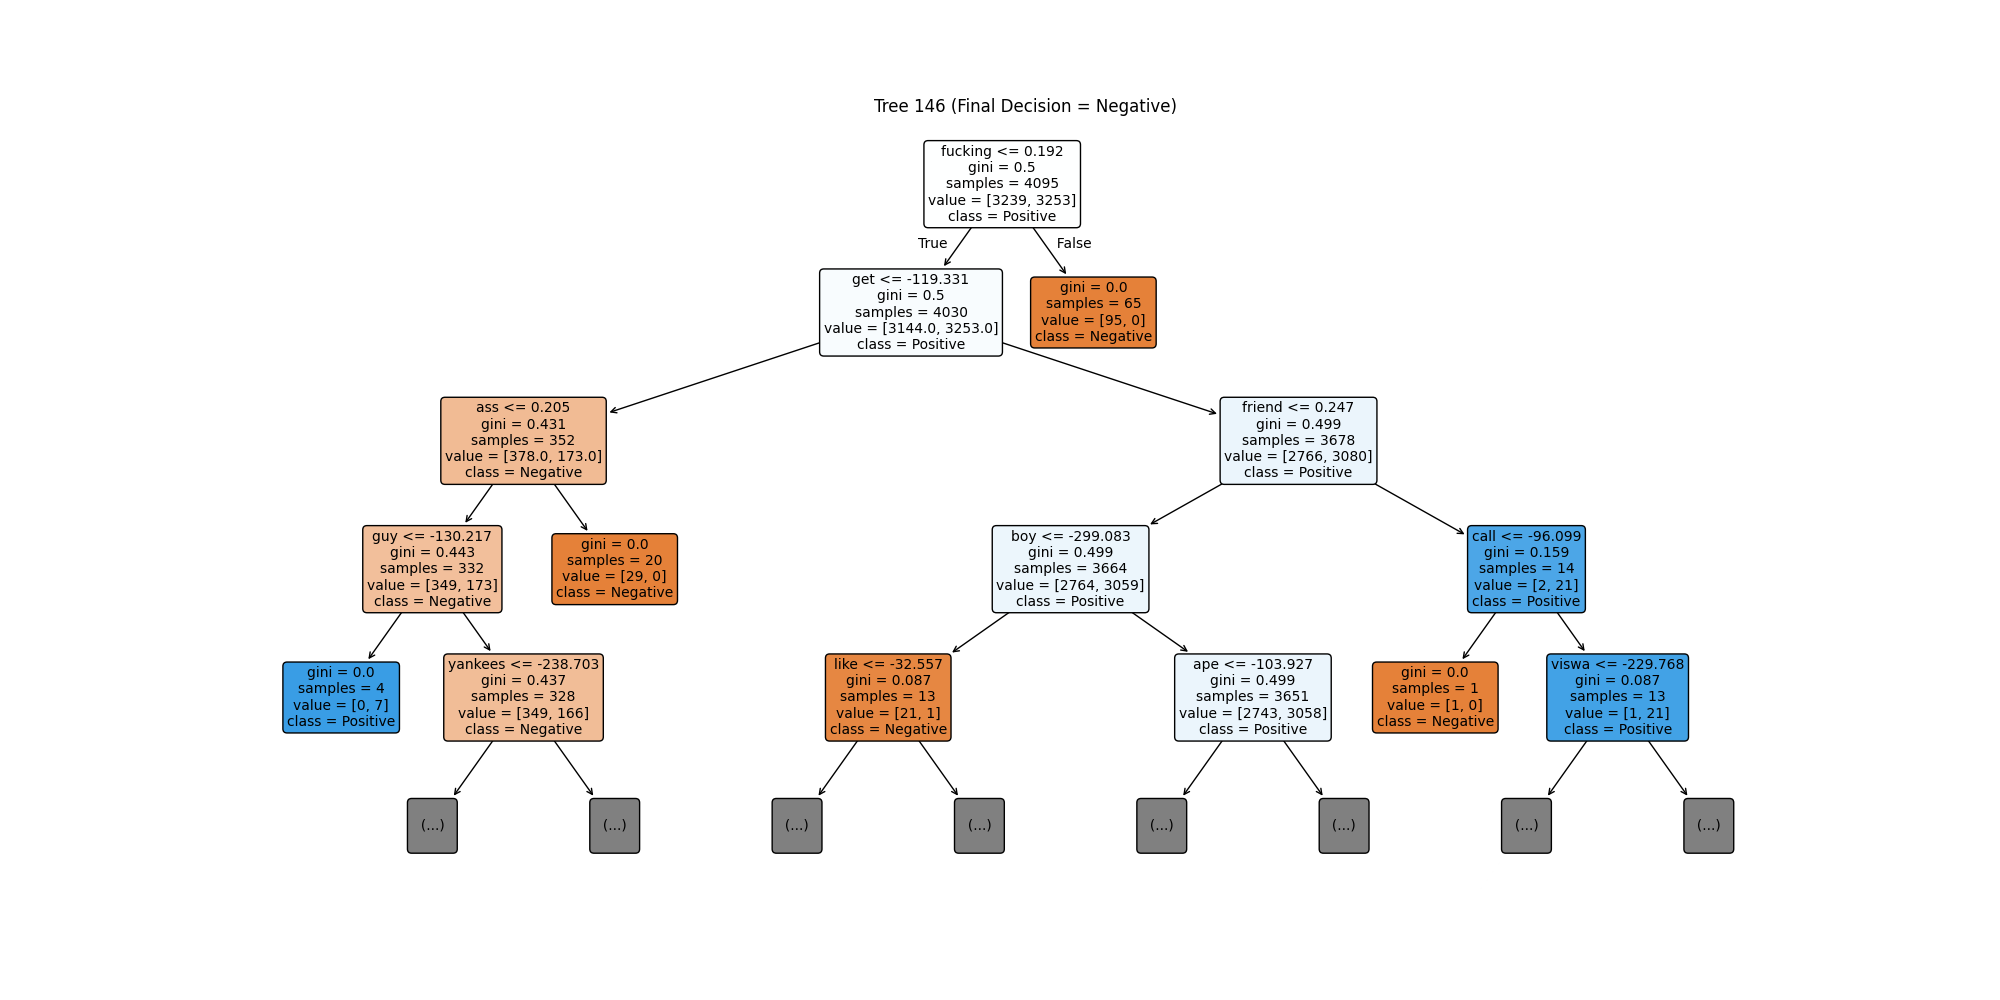 Tree 146 (Final Decision = Negative)
fucking <= 0.192
gini = 0.5
samples = 4095
value = [3239, 3253]
class = Positive
True
False
get <= -119.331
gini = 0.5
samples = 4030
value = [3144.0, 3253.0]
class = Positive
gini = 0.0
samples = 65
value = [95, 0]
class = Negative
ass <= 0.205
gini = 0.431
samples = 352
value = [378.0, 173.0]
class = Negative
friend <= 0.247
gini = 0.499
samples = 3678
value = [2766, 3080]
class = Positive
guy <= -130.217
gini = 0.443
samples = 332
value = [349, 173]
class = Negative
gini = 0.0
samples = 20
value = [29, 0]
class = Negative
boy <= -299.083
gini = 0.499
samples = 3664
value = [2764, 3059]
class = Positive
call <= -96.099
gini = 0.159
samples = 14
value = [2, 21]
class = Positive
gini = 0.0
samples = 4
value = [0, 7]
class = Positive
yankees <= -238.703
gini = 0.437
samples = 328
value = [349, 166]
class = Negative
like <= -32.557
gini = 0.087
samples = 13
value = [21, 1]
class = Negative
ape <= -103.927
gini = 0.499
samples = 3651
value = [2743, 3058]
class = Positive
gini = 0.0
samples = 1
value = [1, 0]
class = Negative
viswa <= -229.768
gini = 0.087
samples = 13
value = [1, 21]
class = Positive
(...)
(...)
(...)
(...)
(...)
(...)
(...)
(...)